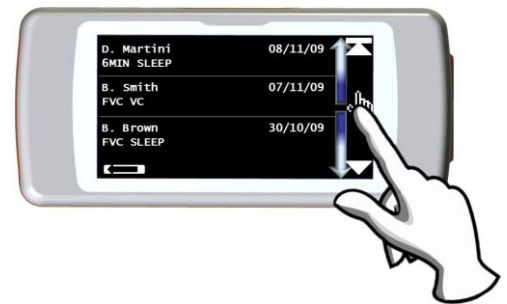 D. Martini 08/11/09
6MIN SLEEP
B. Smith 07/11/09
FVC VC
B. Brown 30/10/09
FVC SLEEP